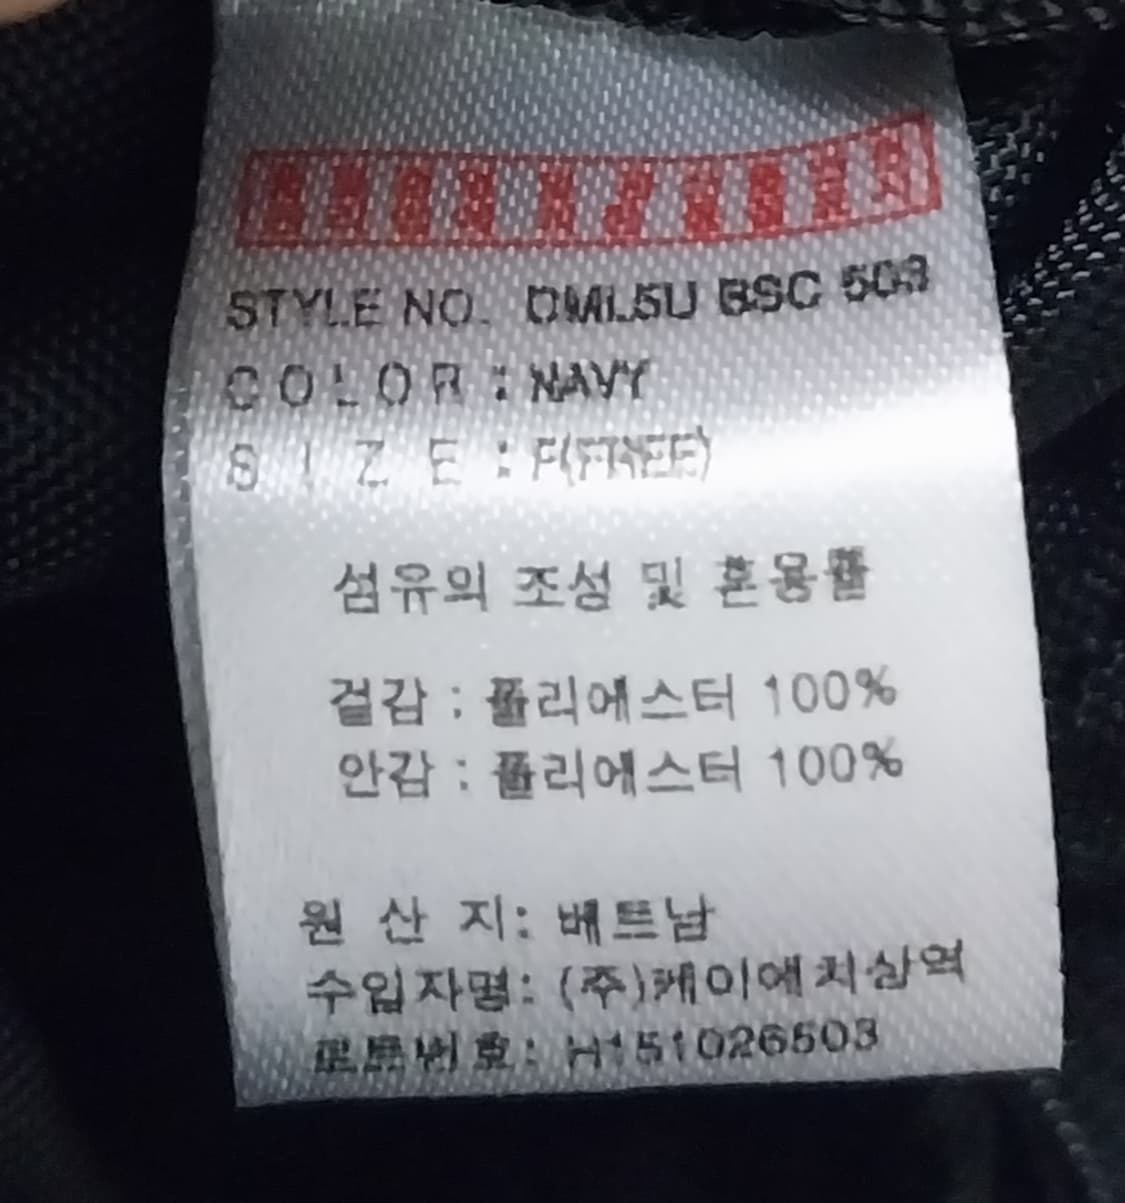 STYLE NO. DML5U BSC 503
COLOR : NAVY
SIZE : F(FREE)
섬유의 조성 및 혼용률
겉감 : 폴리에스터 100%
안감 : 폴리에스터 100%
원 산 지: 베트남
수입자명: (주)케이에치상역
로트번호: H151026503